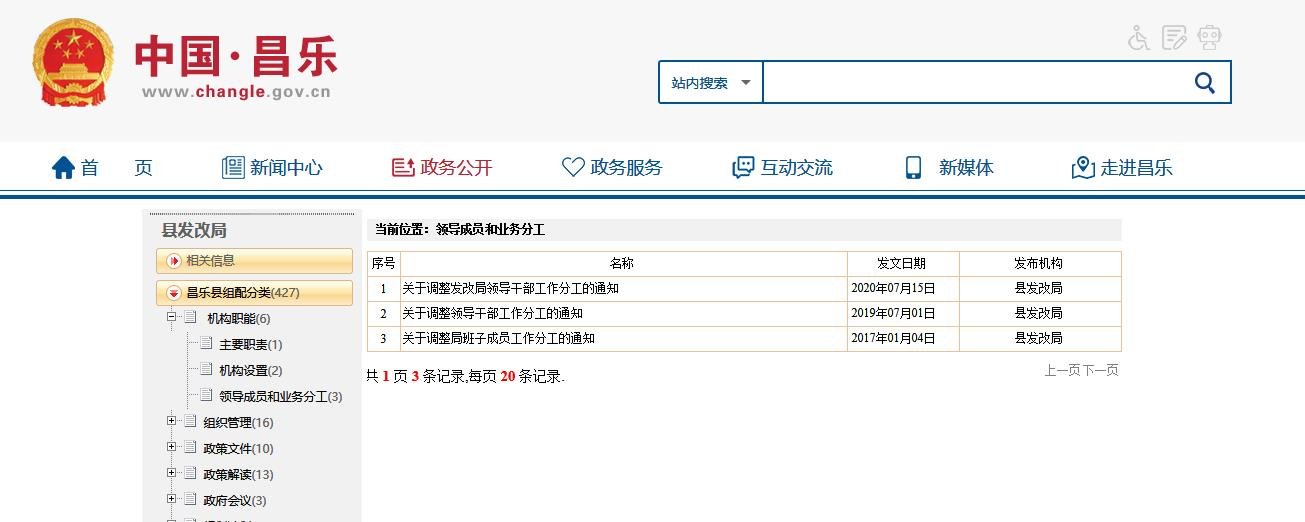 中国·昌乐
www.changle.gov.cn
站内搜索
首 页 新闻中心 政务公开 政务服务 互动交流 新媒体 走进昌乐
县发改局
相关信息
昌乐县组配分类(427)
机构职能(6)
主要职责(1)
机构设置(2)
领导成员和业务分工(3)
组织管理(16)
政策文件(10)
政策解读(13)
政府会议(3)
当前位置：领导成员和业务分工
序号 名称 发文日期 发布机构
1 关于调整发改局领导干部工作分工的通知 2020年07月15日 县发改局
2 关于调整领导干部工作分工的通知 2019年07月01日 县发改局
3 关于调整局班子成员工作分工的通知 2017年01月04日 县发改局
共 1 页 3 条记录,每页 20 条记录.
上一页下一页